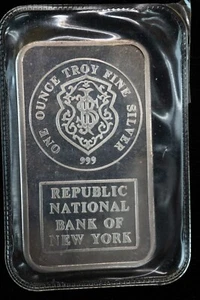 ONE OUNCE TROY FINE SILVER
999
REPUBLIC
NATIONAL
BANK OF
NEW YORK